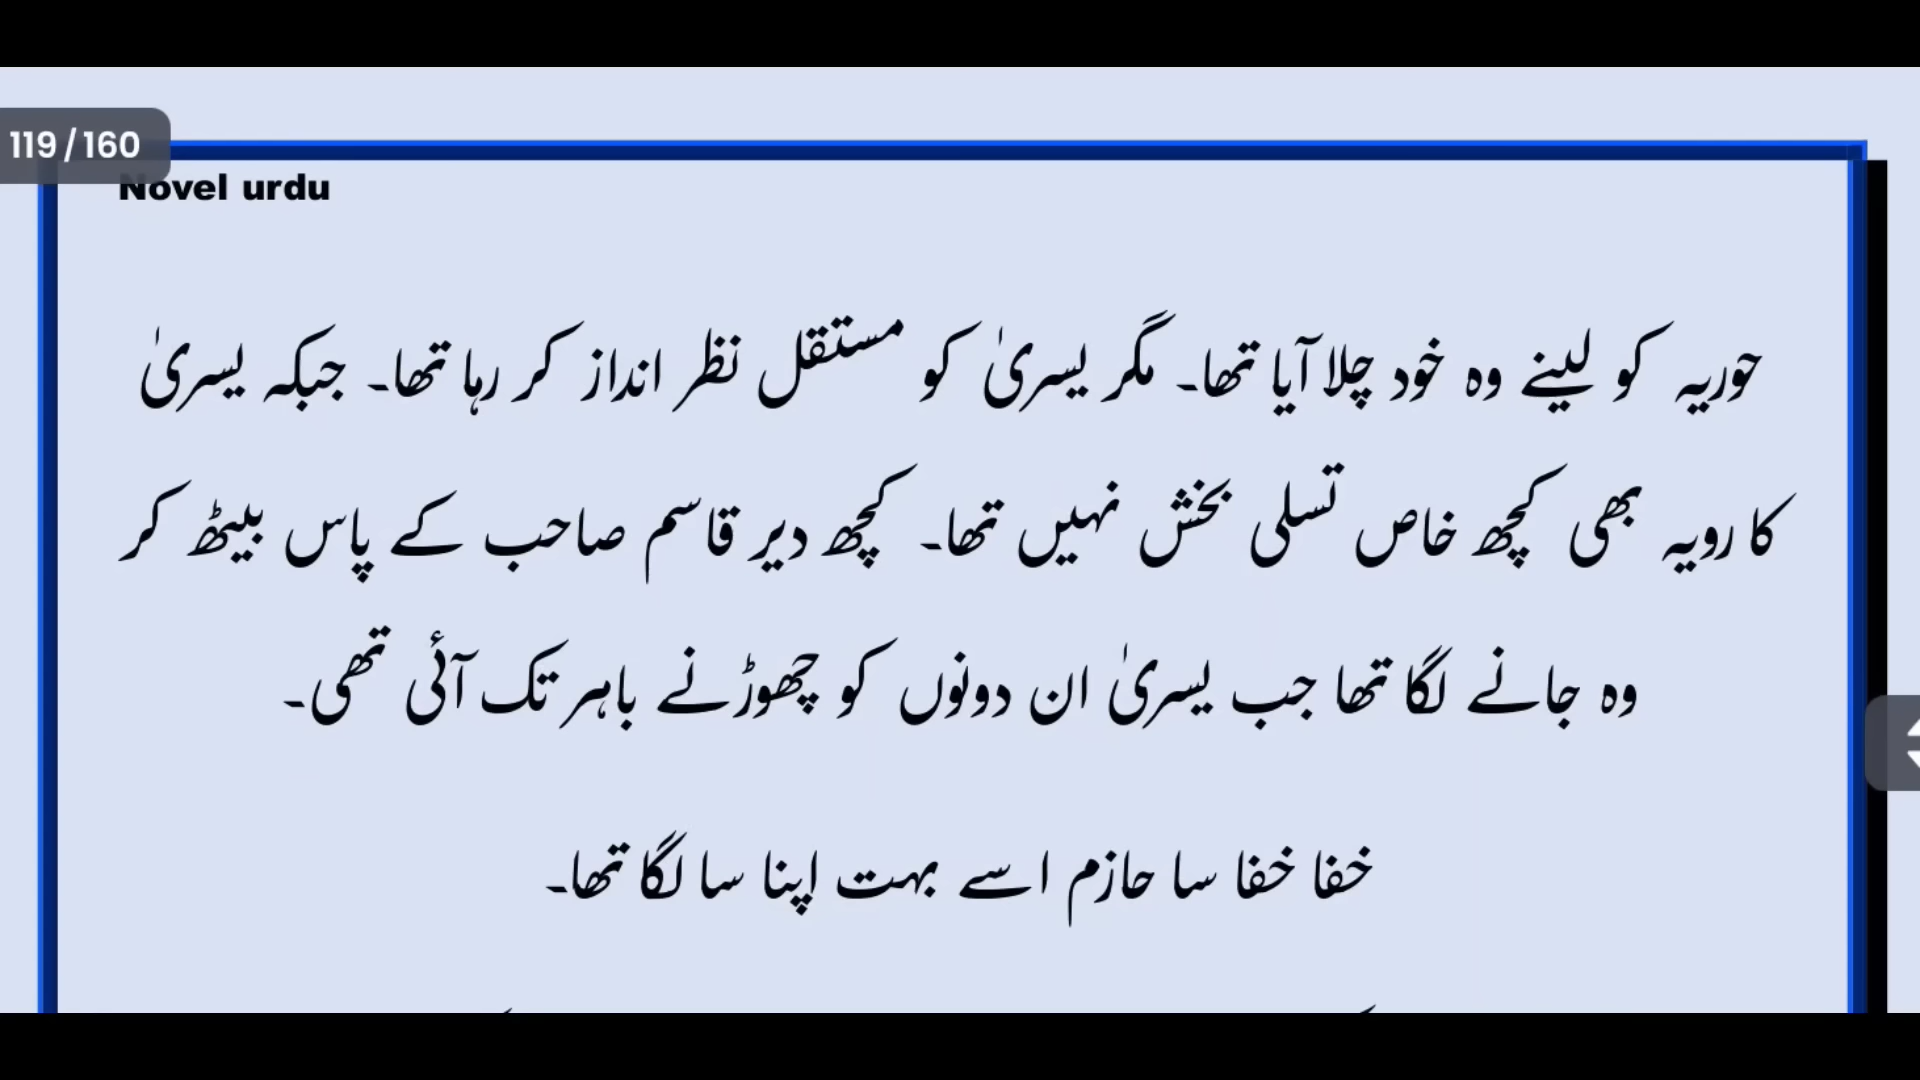 119/160
Novel urdu
حوریہ کو لینے وہ خود چلا آیا تھا۔ مگر یسریٰ کو مستقل نظر انداز کر رہا تھا۔ جبکہ یسریٰ
کا رویہ بھی کچھ خاص تسلی بخش نہیں تھا۔ کچھ دیر قاسم صاحب کے پاس بیٹھ کر
وہ جانے لگا تھا جب یسریٰ ان دونوں کو چھوڑنے باہر تک آئی تھی۔
خفا خفا سا حازم اسے بہت اپنا سا لگا تھا۔